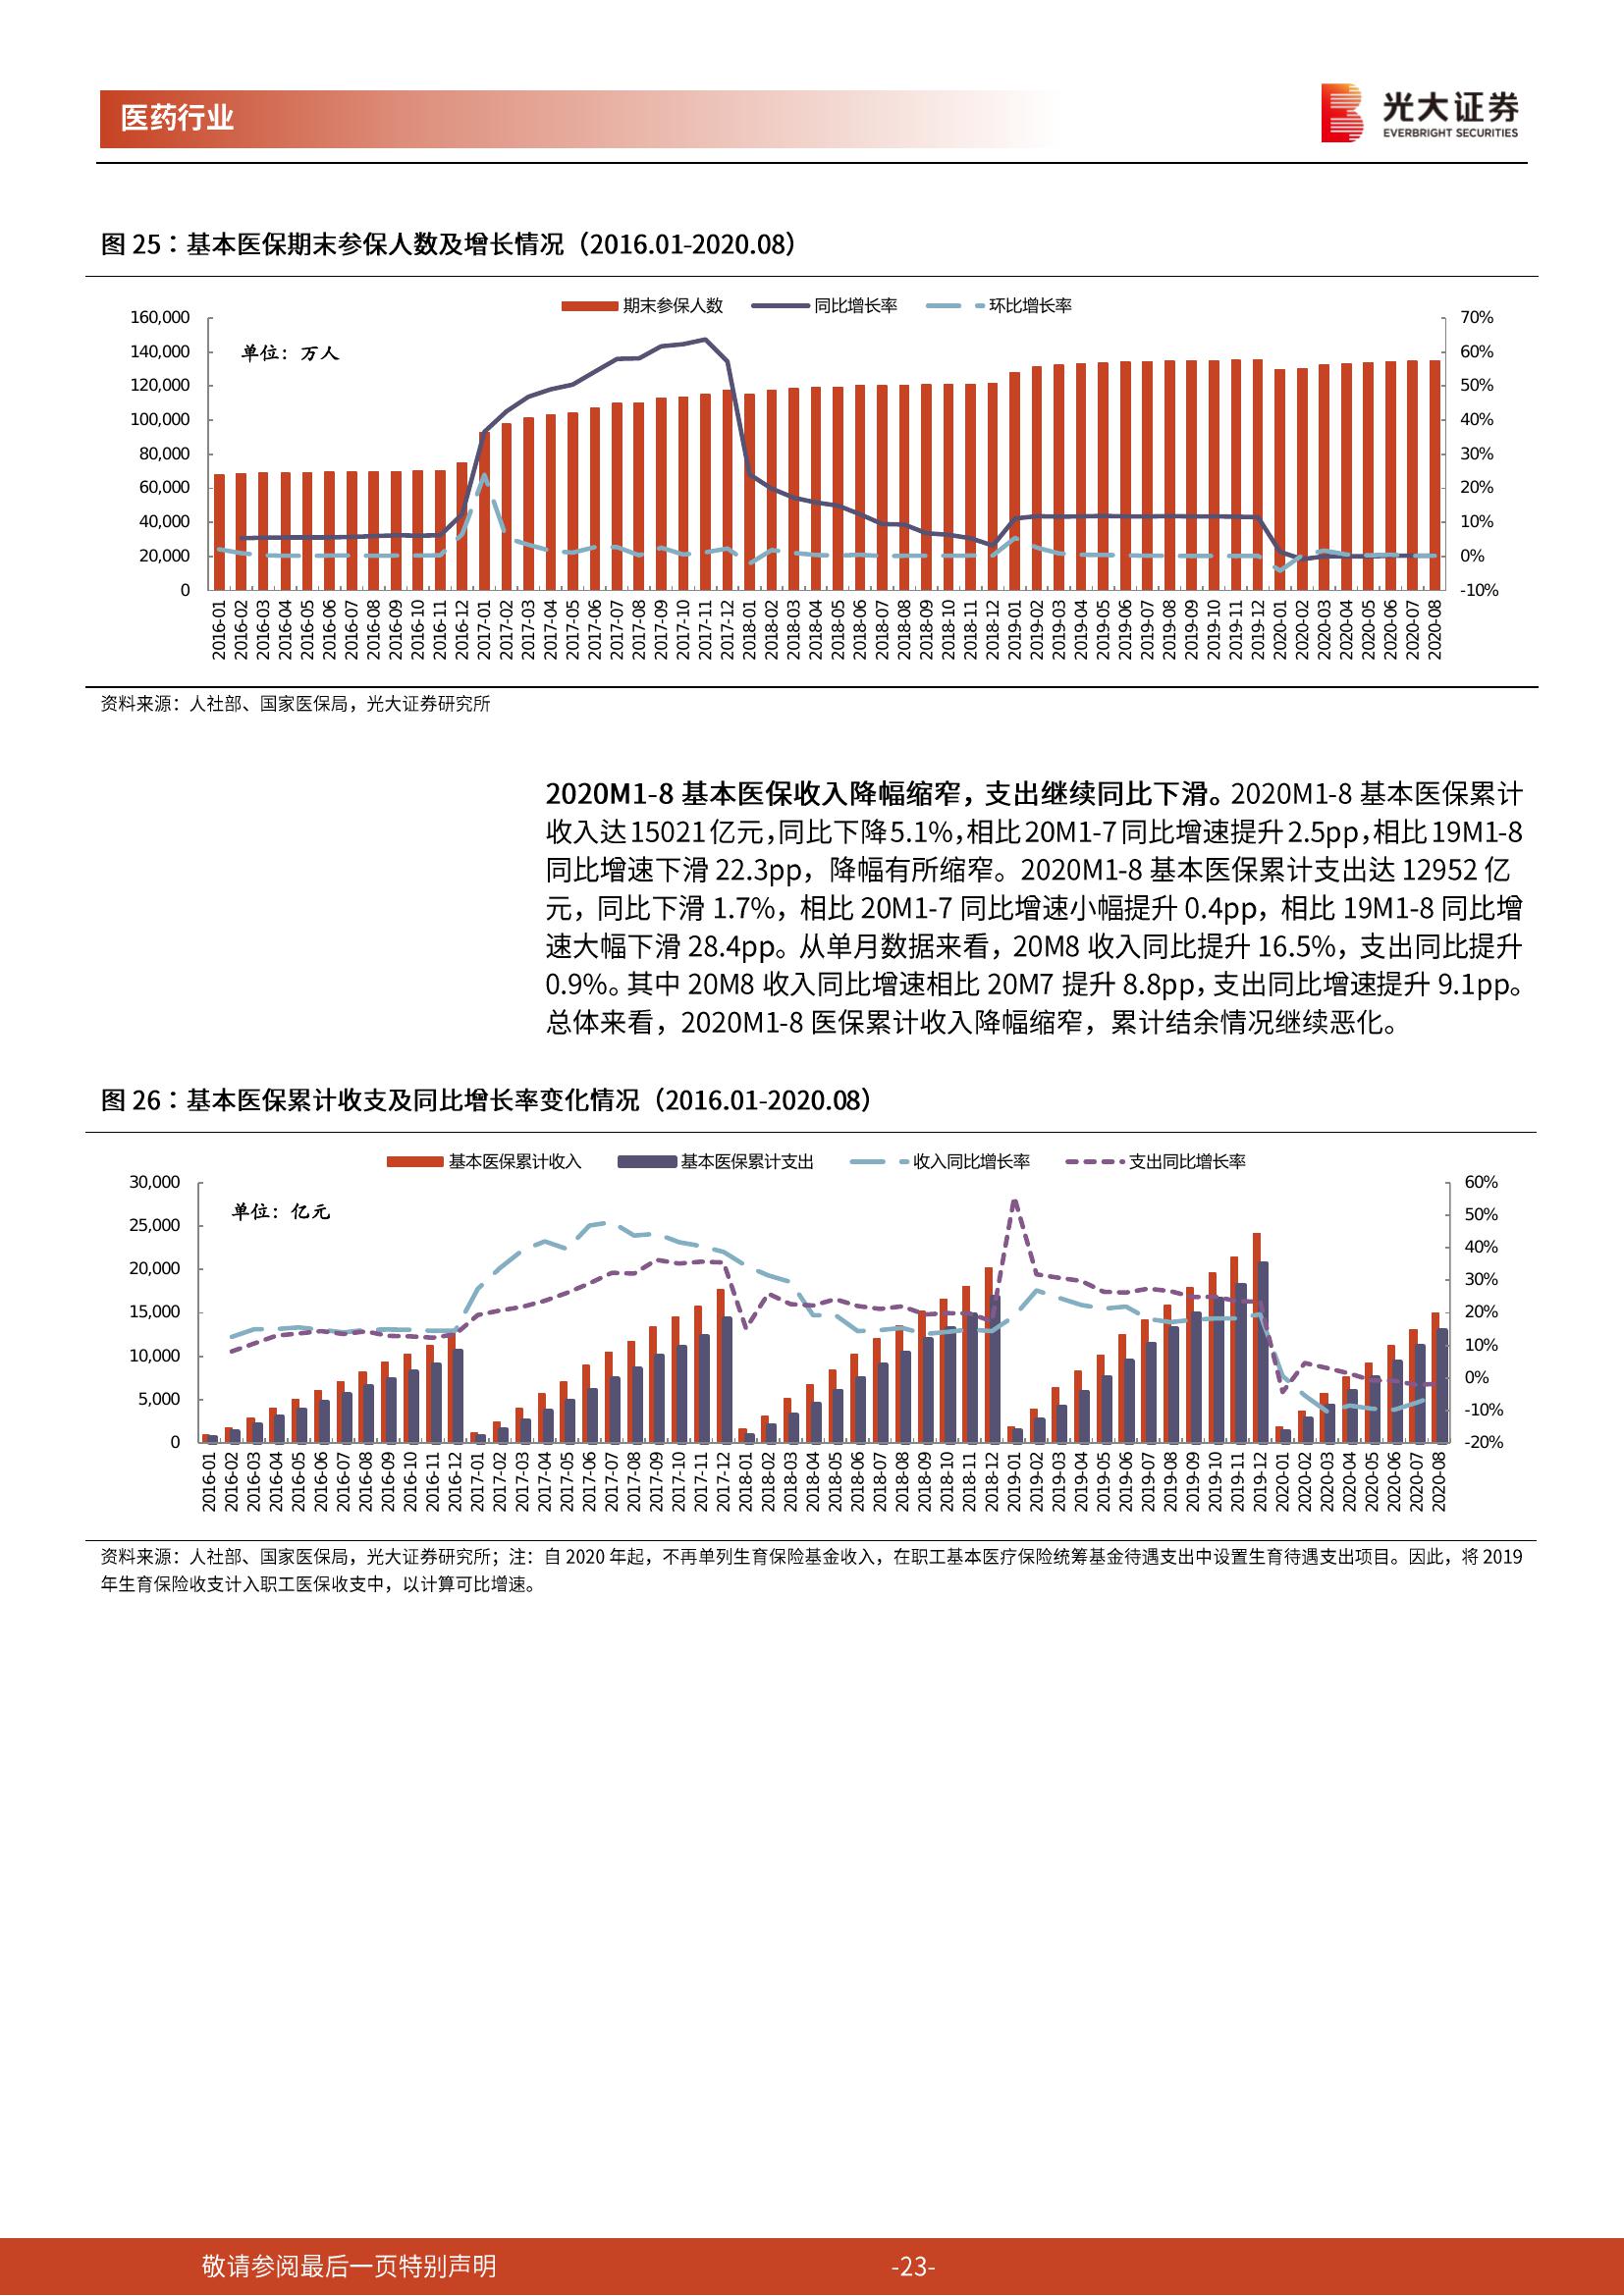 医药行业
光大证券
EVERBRIGHT SECURITIES
图 25：基本医保期末参保人数及增长情况（2016.01-2020.08）
期末参保人数 同比增长率 环比增长率
单位：万人
160,000
140,000
120,000
100,000
80,000
60,000
40,000
20,000
0
70%
60%
50%
40%
30%
20%
10%
0%
-10%
2016-01 2016-02 2016-03 2016-04 2016-05 2016-06 2016-07 2016-08 2016-09 2016-10 2016-11 2016-12 2017-01 2017-02 2017-03 2017-04 2017-05 2017-06 2017-07 2017-08 2017-09 2017-10 2017-11 2017-12 2018-01 2018-02 2018-03 2018-04 2018-05 2018-06 2018-07 2018-08 2018-09 2018-10 2018-11 2018-12 2019-01 2019-02 2019-03 2019-04 2019-05 2019-06 2019-07 2019-08 2019-09 2019-10 2019-11 2019-12 2020-01 2020-02 2020-03 2020-04 2020-05 2020-06 2020-07 2020-08
资料来源：人社部、国家医保局，光大证券研究所
2020M1-8 基本医保收入降幅缩窄，支出继续同比下滑。2020M1-8 基本医保累计
收入达 15021 亿元，同比下降 5.1%，相比 20M1-7 同比增速提升 2.5pp，相比 19M1-8
同比增速下滑 22.3pp，降幅有所缩窄。2020M1-8 基本医保累计支出达 12952 亿
元，同比下滑 1.7%，相比 20M1-7 同比增速小幅提升 0.4pp，相比 19M1-8 同比增
速大幅下滑 28.4pp。从单月数据来看，20M8 收入同比提升 16.5%，支出同比提升
0.9%。其中 20M8 收入同比增速相比 20M7 提升 8.8pp，支出同比增速提升 9.1pp。
总体来看，2020M1-8 医保累计收入降幅缩窄，累计结余情况继续恶化。
图 26：基本医保累计收支及同比增长率变化情况（2016.01-2020.08）
基本医保累计收入 基本医保累计支出 收入同比增长率 支出同比增长率
单位：亿元
30,000
25,000
20,000
15,000
10,000
5,000
0
60%
50%
40%
30%
20%
10%
0%
-10%
-20%
2016-01 2016-02 2016-03 2016-04 2016-05 2016-06 2016-07 2016-08 2016-09 2016-10 2016-11 2016-12 2017-01 2017-02 2017-03 2017-04 2017-05 2017-06 2017-07 2017-08 2017-09 2017-10 2017-11 2017-12 2018-01 2018-02 2018-03 2018-04 2018-05 2018-06 2018-07 2018-08 2018-09 2018-10 2018-11 2018-12 2019-01 2019-02 2019-03 2019-04 2019-05 2019-06 2019-07 2019-08 2019-09 2019-10 2019-11 2019-12 2020-01 2020-02 2020-03 2020-04 2020-05 2020-06 2020-07 2020-08
资料来源：人社部、国家医保局，光大证券研究所；注：自 2020 年起，不再单列生育保险基金收入，在职工基本医疗保险统筹基金待遇支出中设置生育待遇支出项目。因此，将 2019
年生育保险收支计入职工医保收支中，以计算可比增速。
敬请参阅最后一页特别声明
-23-